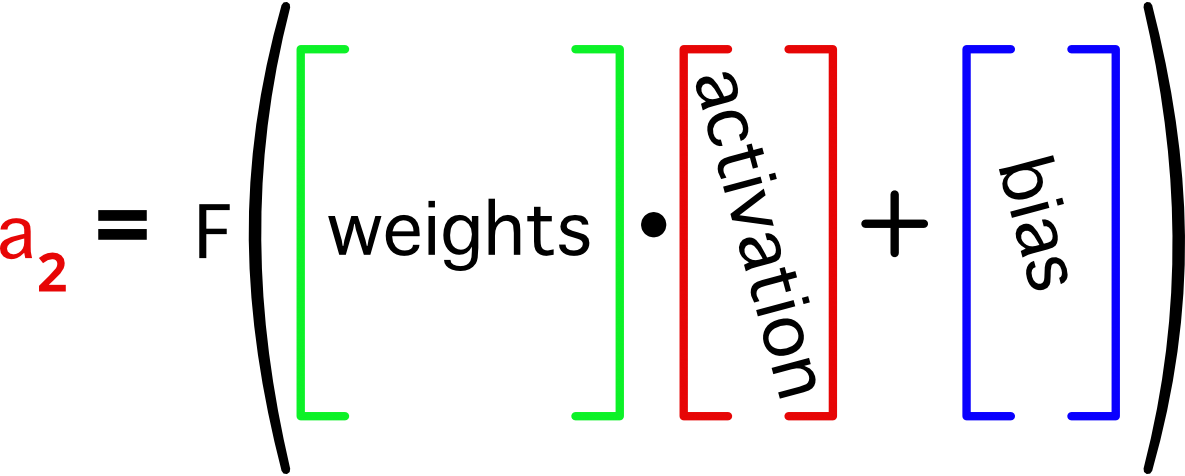 a₂ = F([weights]•[activation]+[bias])